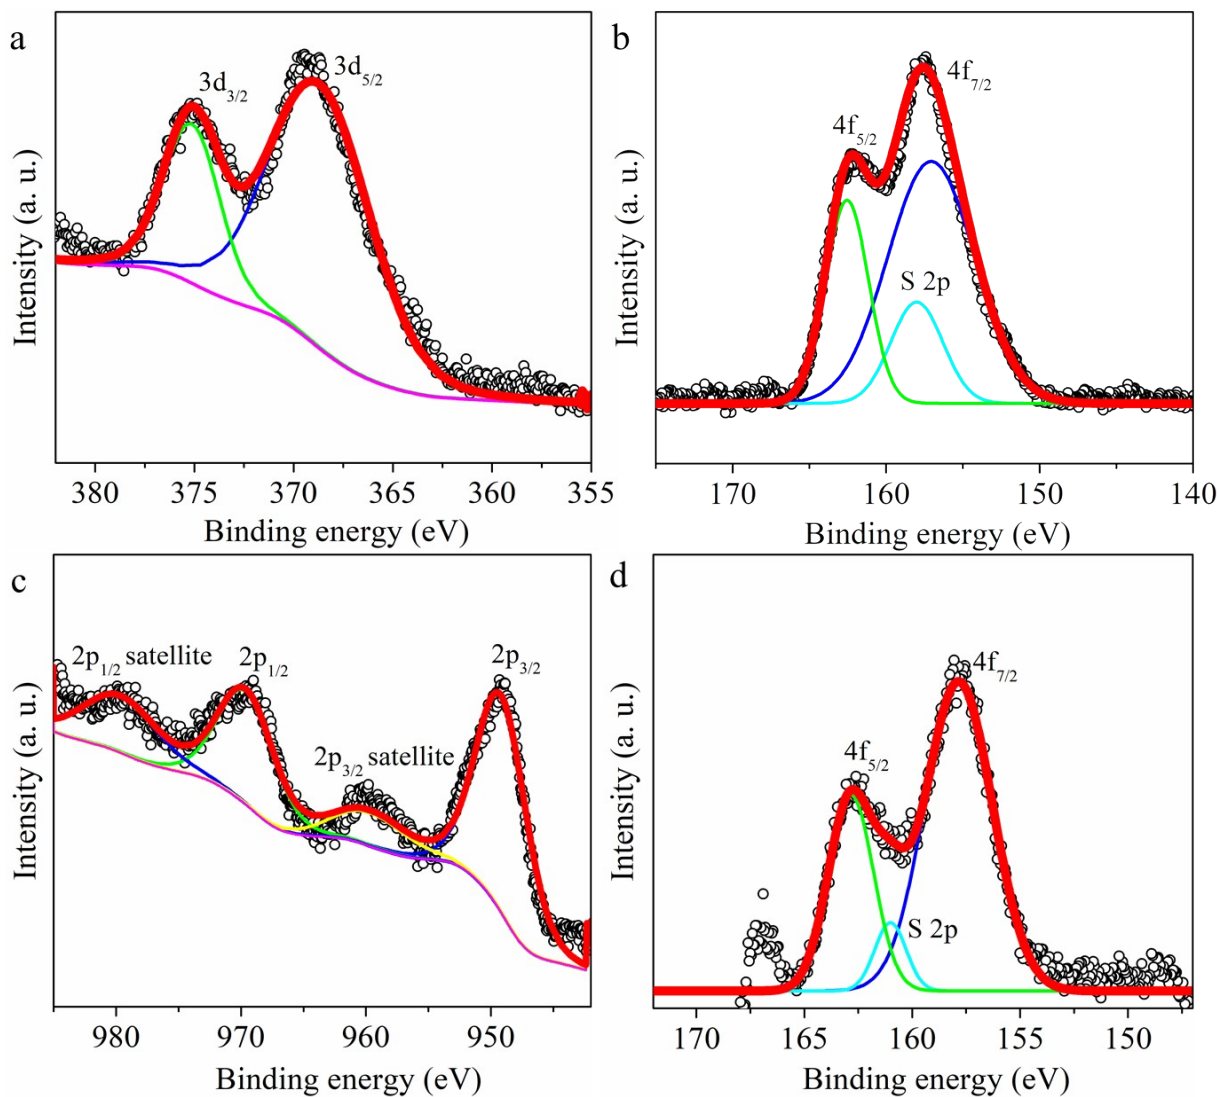 a
3d3/2
3d5/2
Intensity (a. u.)
380 375 370 365 360 355
Binding energy (eV)
b
4f7/2
4f5/2
S 2p
Intensity (a. u.)
170 160 150 140
Binding energy (eV)
c
2p1/2 satellite
2p1/2
2p3/2
2p3/2 satellite
Intensity (a. u.)
980 970 960 950
Binding energy (eV)
d
4f7/2
4f5/2
S 2p
Intensity (a. u.)
170 165 160 155 150
Binding energy (eV)